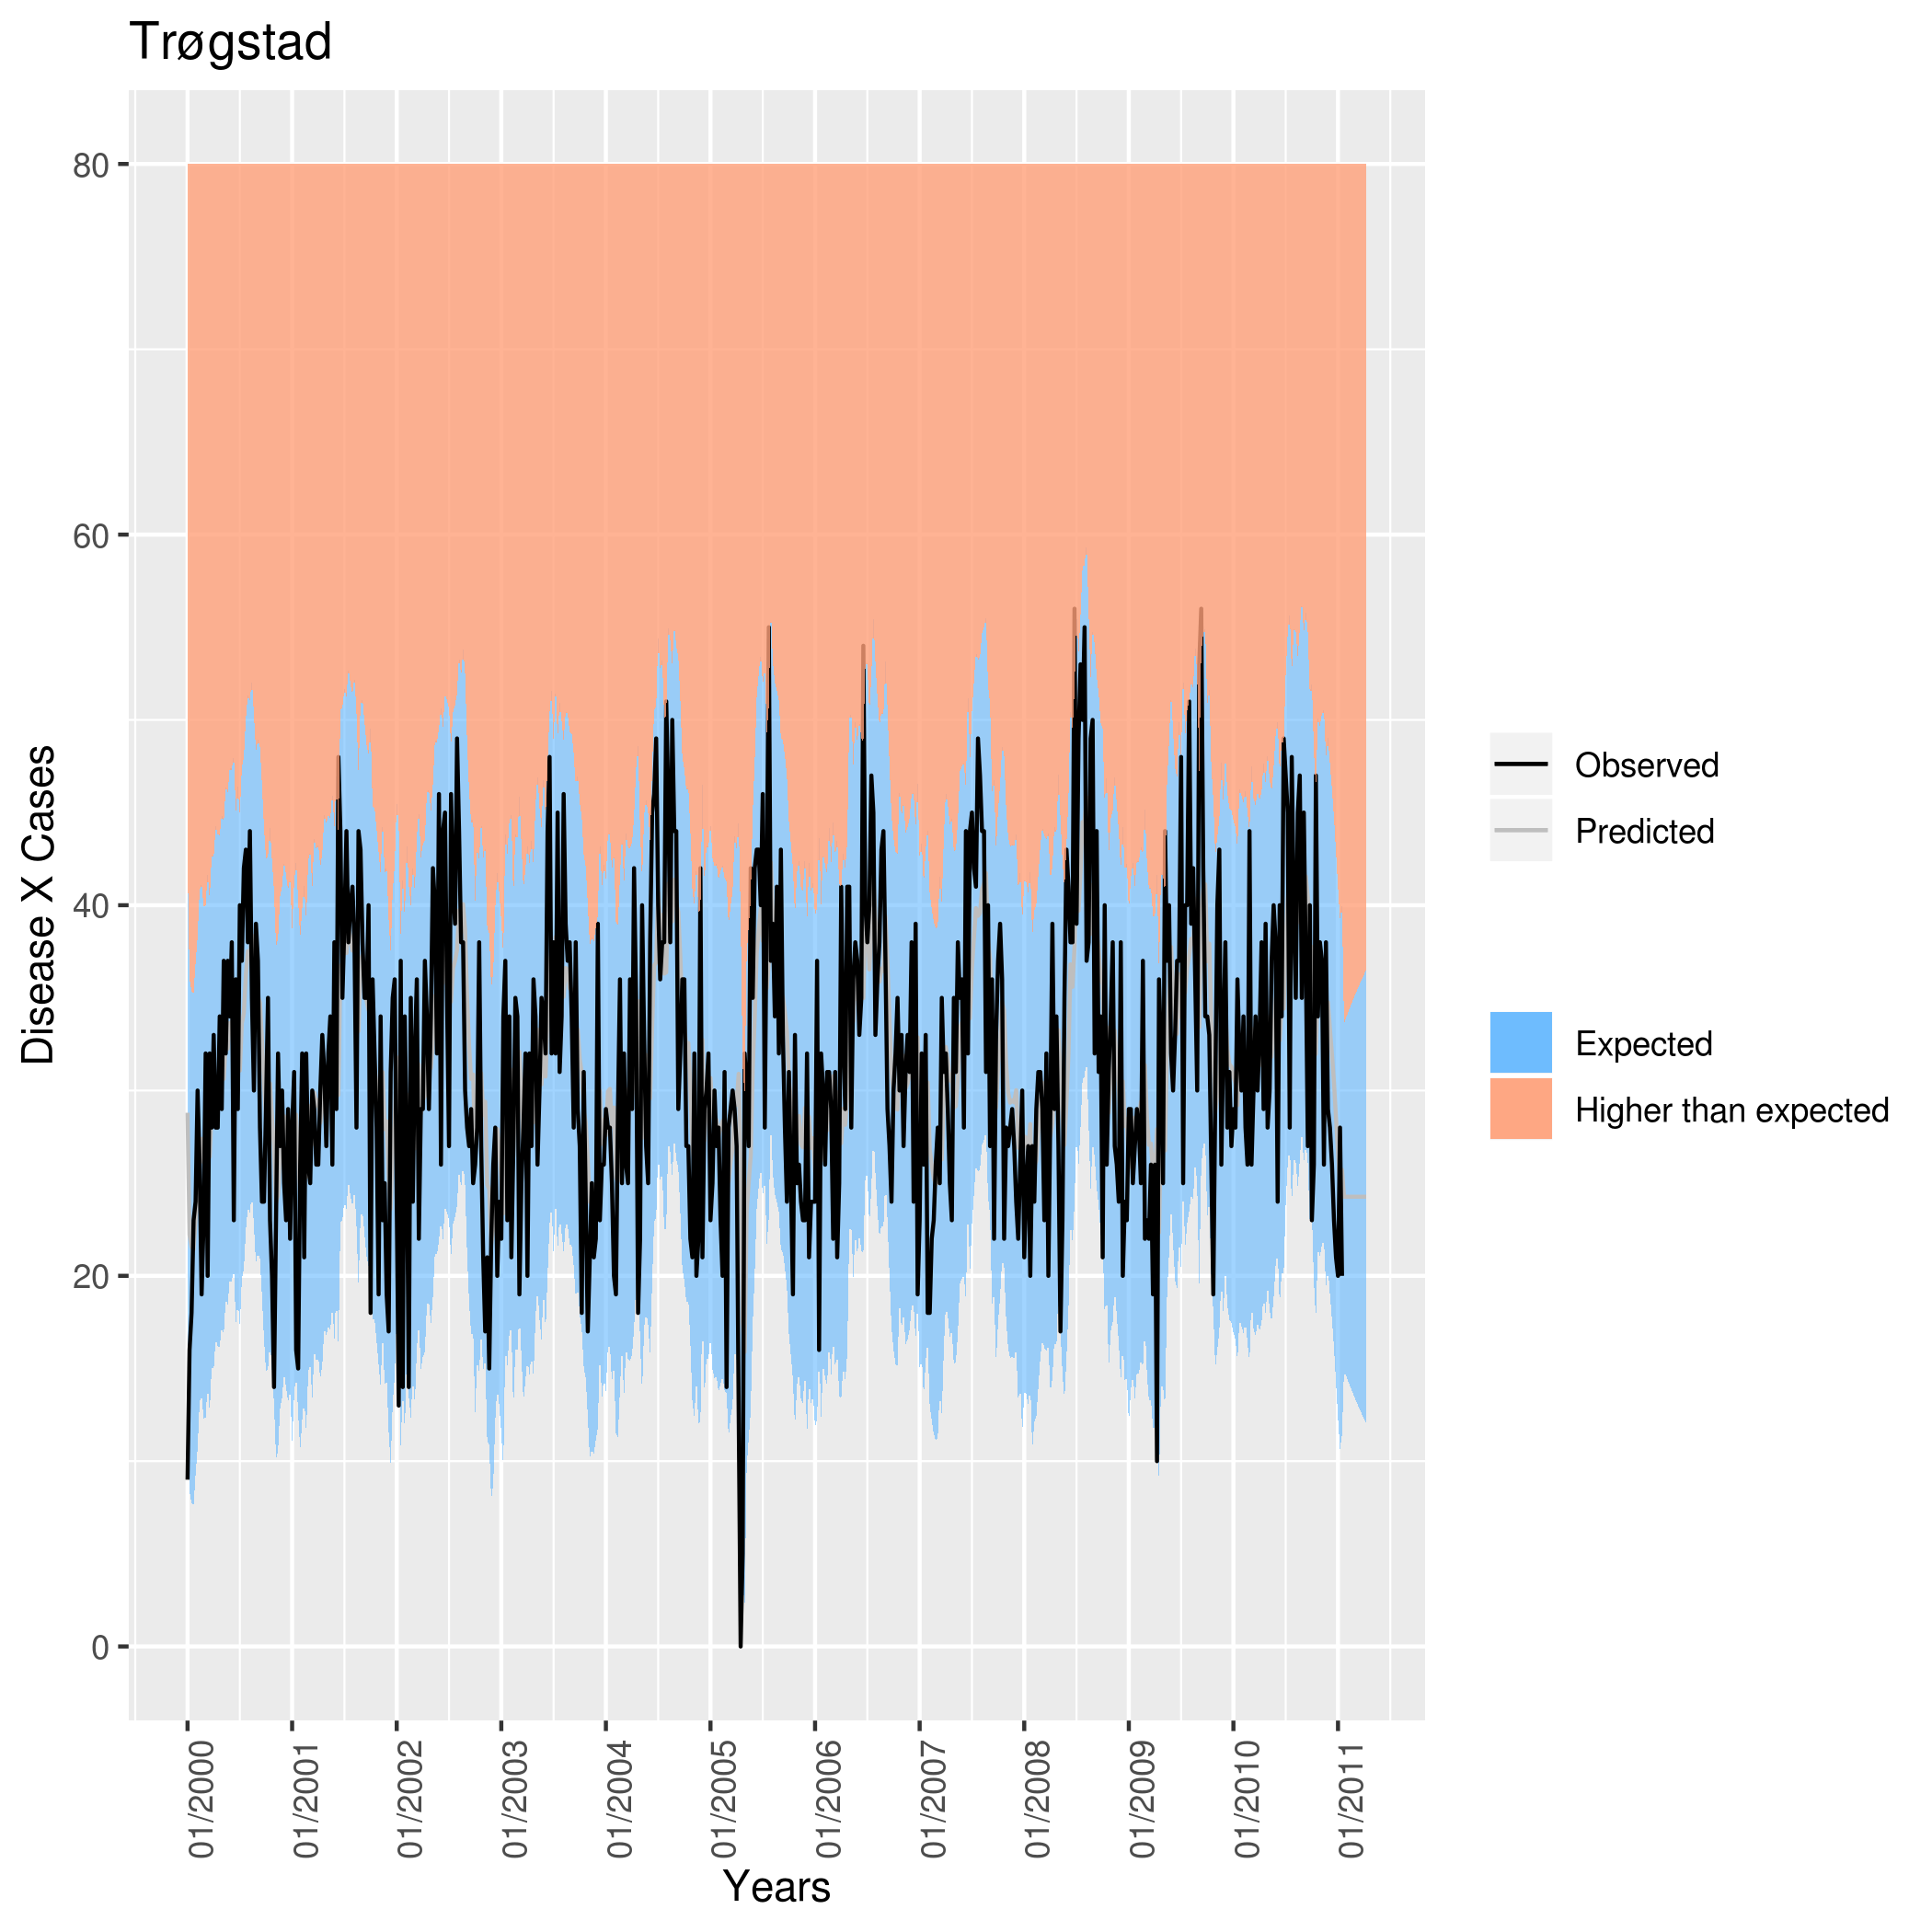 Trøgstad
Disease X Cases
80
60
40
20
0
01/2000
01/2001
01/2002
01/2003
01/2004
01/2005
01/2006
01/2007
01/2008
01/2009
01/2010
01/2011
Years
Observed
Predicted
Expected
Higher than expected